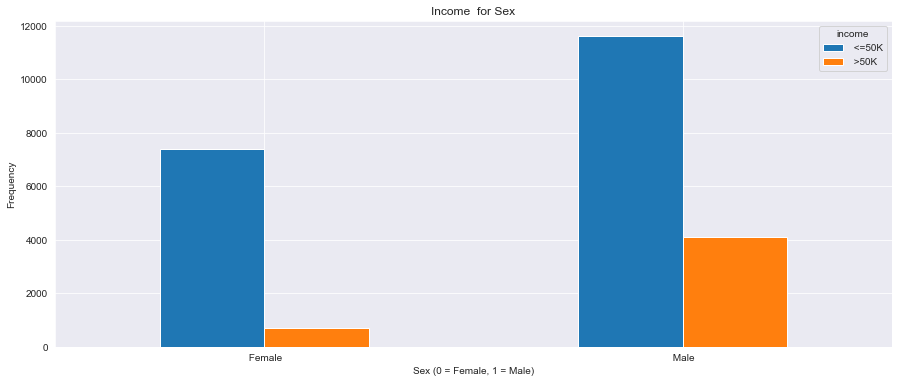 Income  for Sex
12000
10000
8000
6000
4000
2000
0
Frequency
income
<=50K
>50K
Female
Male
Sex (0 = Female, 1 = Male)